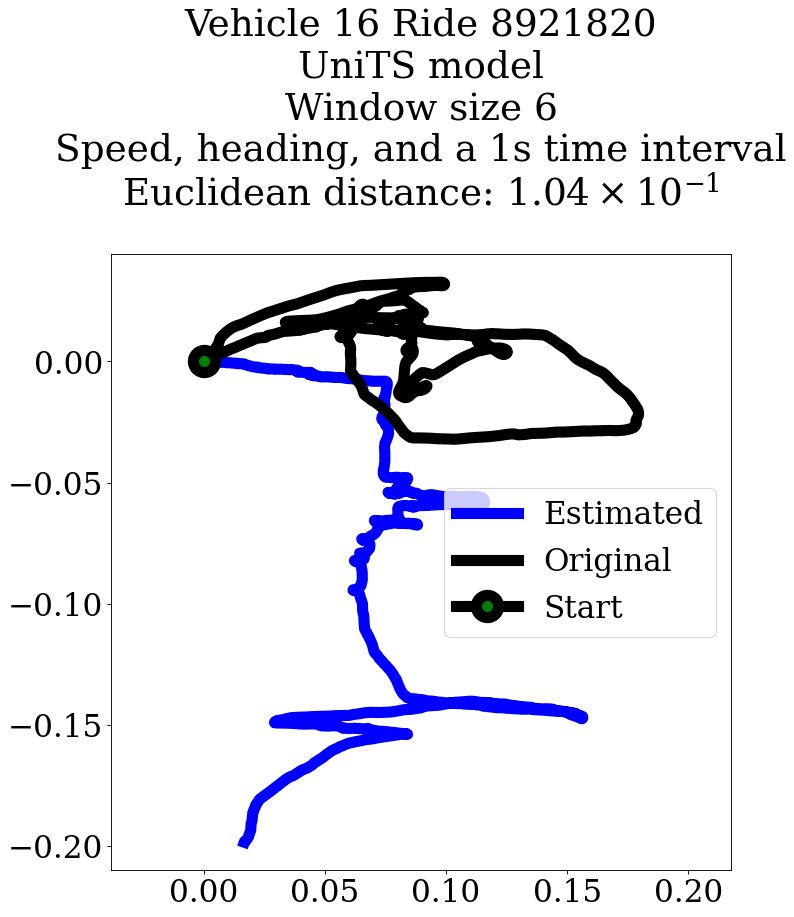 Vehicle 16 Ride 8921820
UniTS model
Window size 6
Speed, heading, and a 1s time interval
Euclidean distance: 1.04 × 10⁻¹
0.00
−0.05
−0.10
−0.15
−0.20
Estimated
Original
Start
0.00 0.05 0.10 0.15 0.20